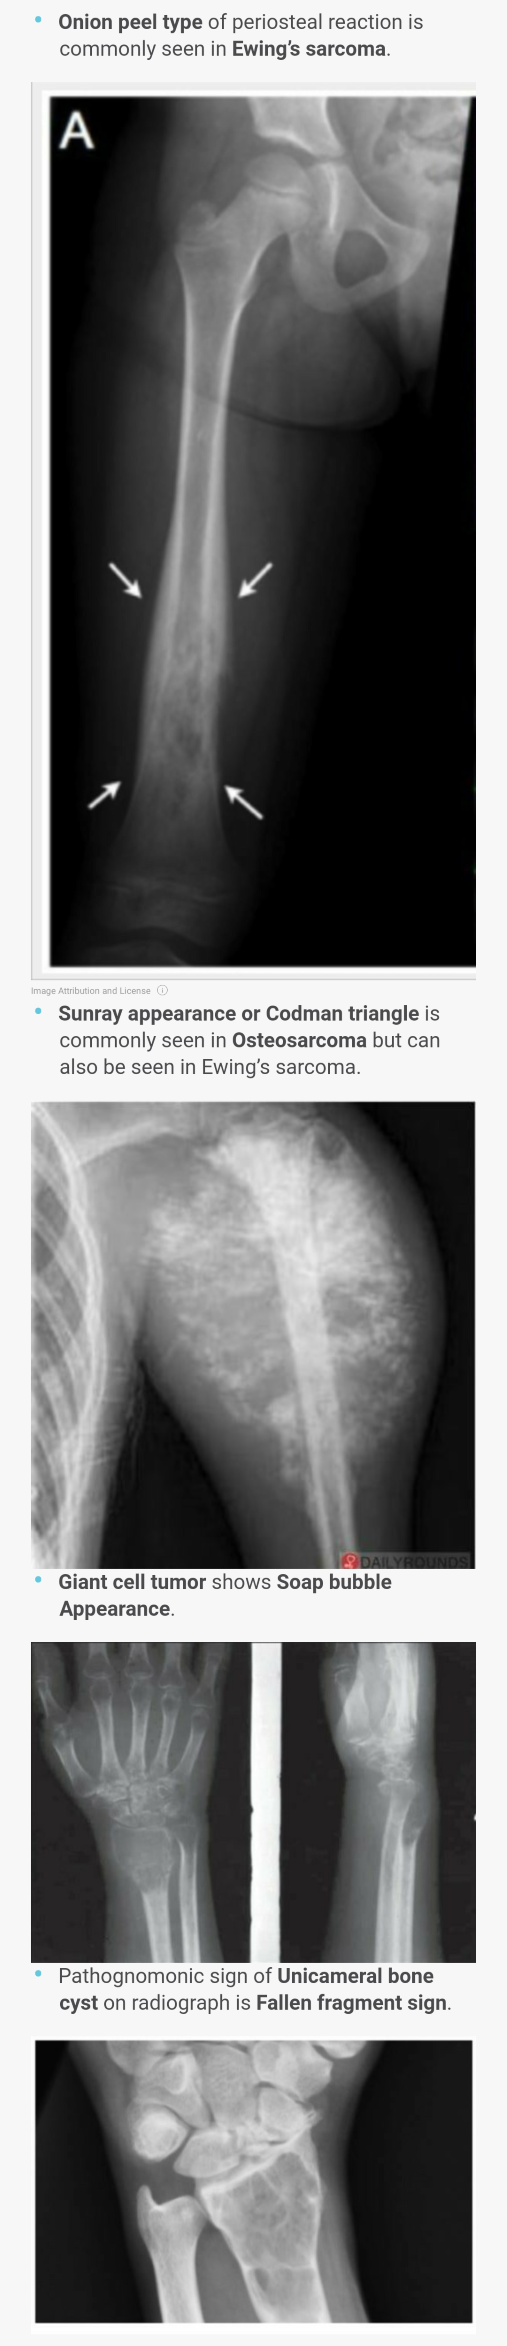 Onion peel type of periosteal reaction is
commonly seen in Ewing's sarcoma.
A
Image Attribution and License
Sunray appearance or Codman triangle is
commonly seen in Osteosarcoma but can
also be seen in Ewing's sarcoma.
DAILYROUNDS
Giant cell tumor shows Soap bubble
Appearance.
Pathognomonic sign of Unicameral bone
cyst on radiograph is Fallen fragment sign.